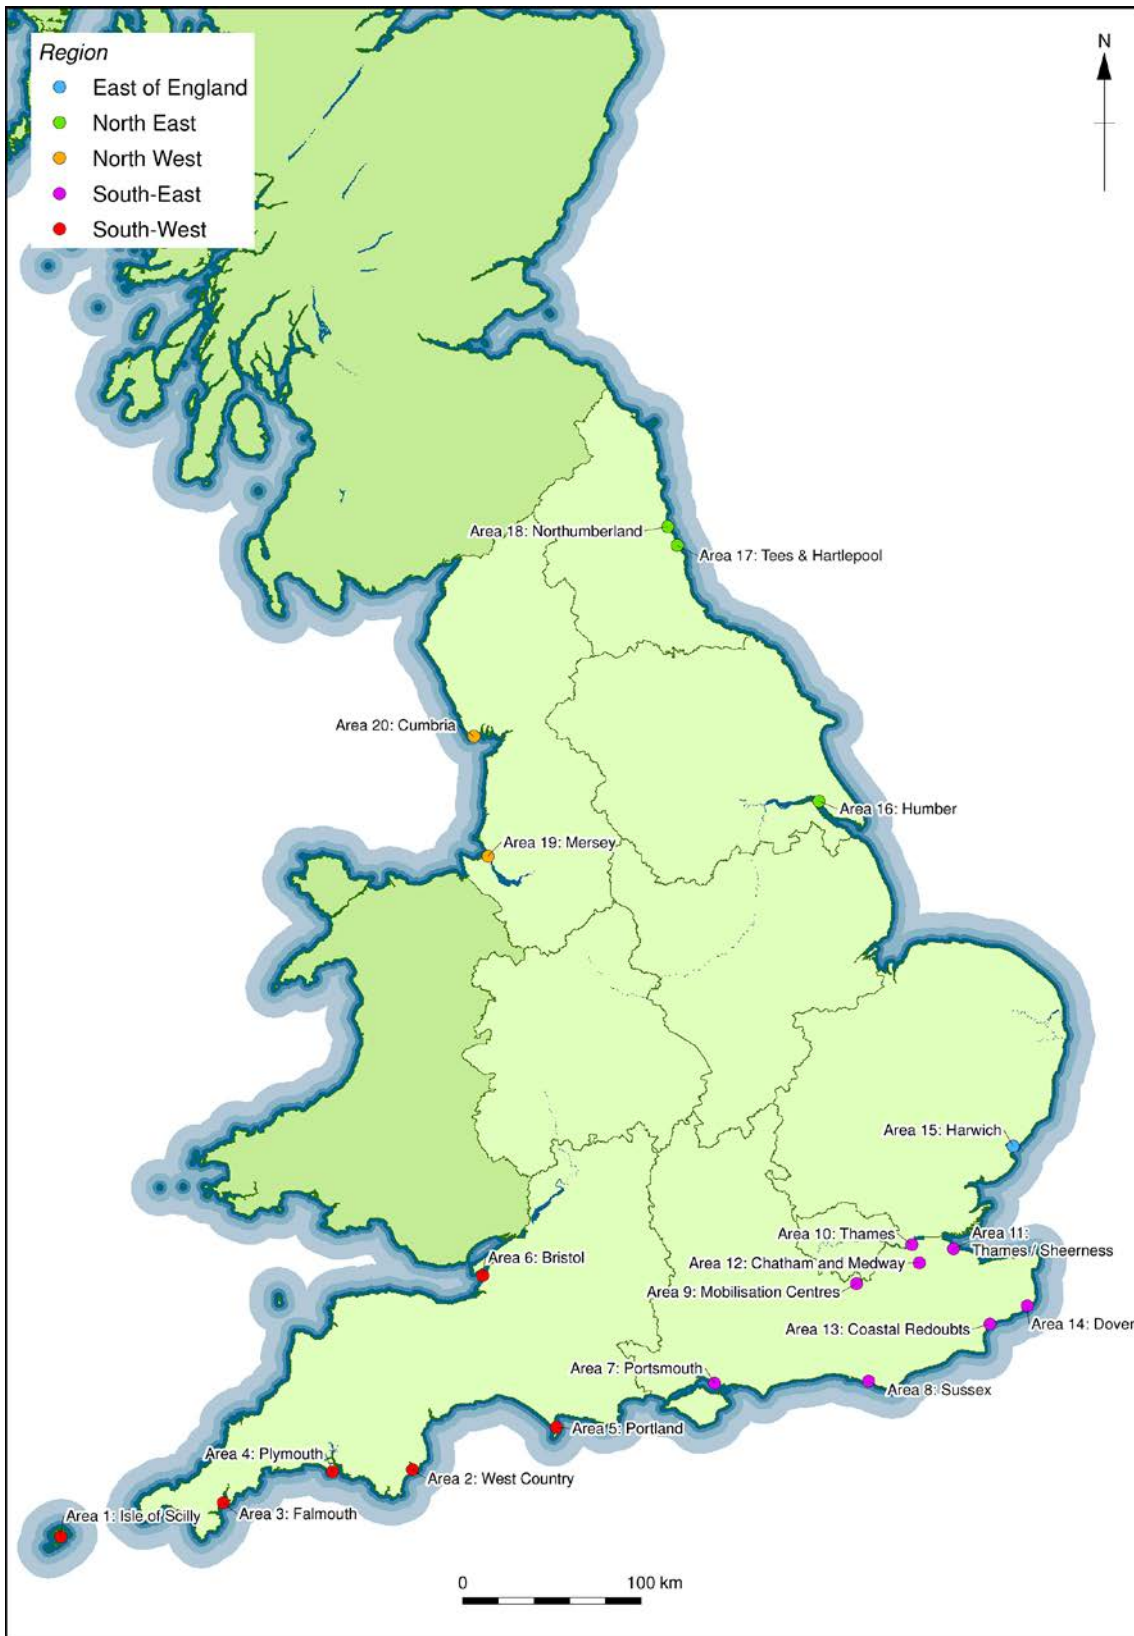 Region
East of England
North East
North West
South-East
South-West
N
Area 18: Northumberland
Area 17: Tees & Hartlepool
Area 20: Cumbria
Area 16: Humber
Area 19: Mersey
Area 15: Harwich
Area 10: Thames
Area 11:
Thames / Sheerness
Area 6: Bristol
Area 12: Chatham and Medway
Area 9: Mobilisation Centres
Area 13: Coastal Redoubts
Area 14: Dover
Area 7: Portsmouth
Area 8: Sussex
Area 5: Portland
Area 4: Plymouth
Area 2: West Country
Area 1: Isle of Scilly
Area 3: Falmouth
0
100 km